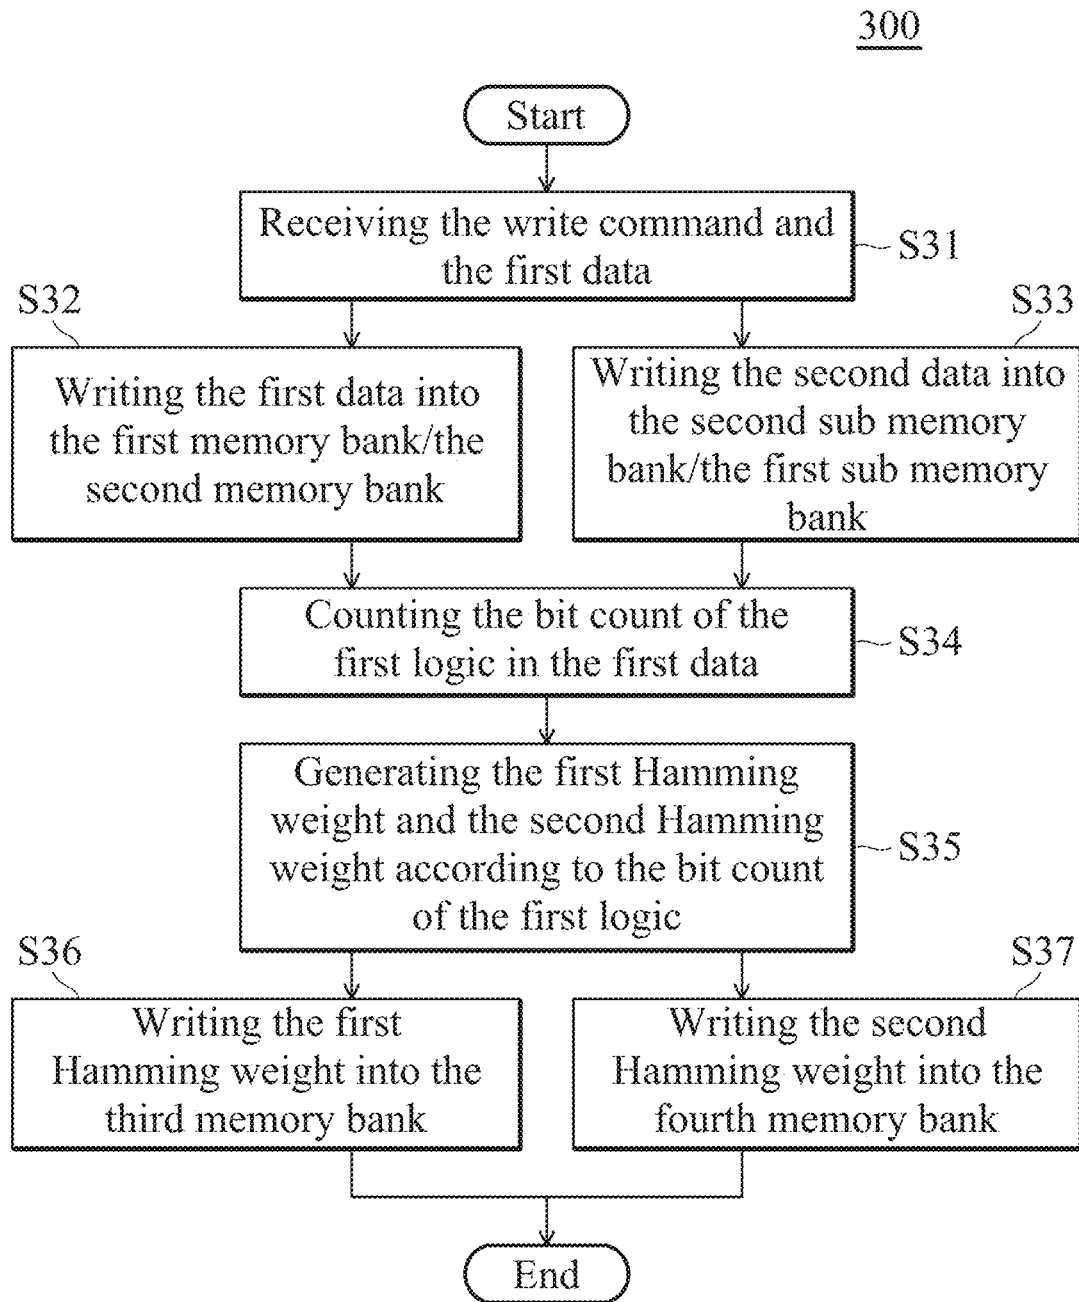 300
Start
Receiving the write command and
the first data
S31
S32
Writing the first data into
the first memory bank/the
second memory bank
S33
Writing the second data into
the second sub memory
bank/the first sub memory
bank
Counting the bit count of the
first logic in the first data
S34
Generating the first Hamming
weight and the second Hamming
weight according to the bit count
of the first logic
S35
S36
Writing the first
Hamming weight into the
third memory bank
S37
Writing the second
Hamming weight into the
fourth memory bank
End